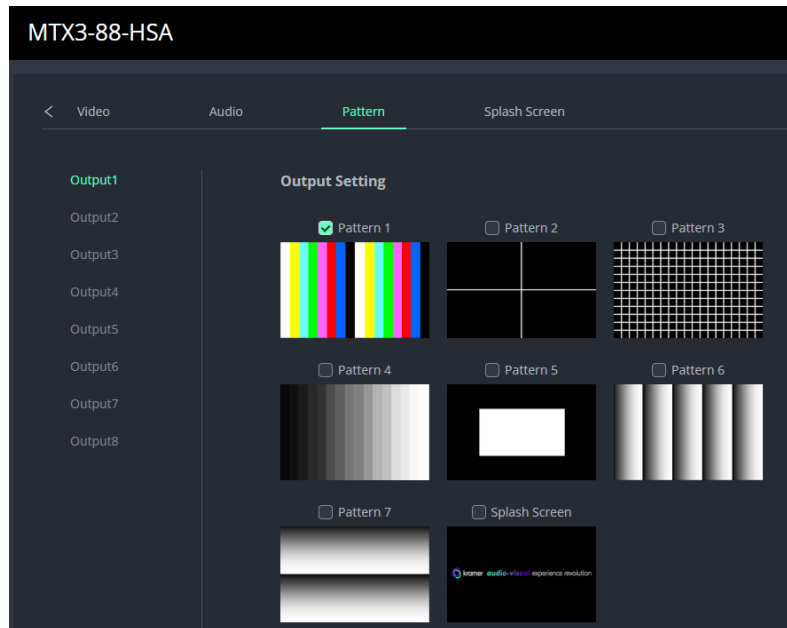 MTX3-88-HSA
< Video Audio Pattern Splash Screen
Output1
Output2
Output3
Output4
Output5
Output6
Output7
Output8
Output Setting
Pattern 1 Pattern 2 Pattern 3
Pattern 4 Pattern 5 Pattern 6
Pattern 7 Splash Screen
kramer audio-visual experience revolution